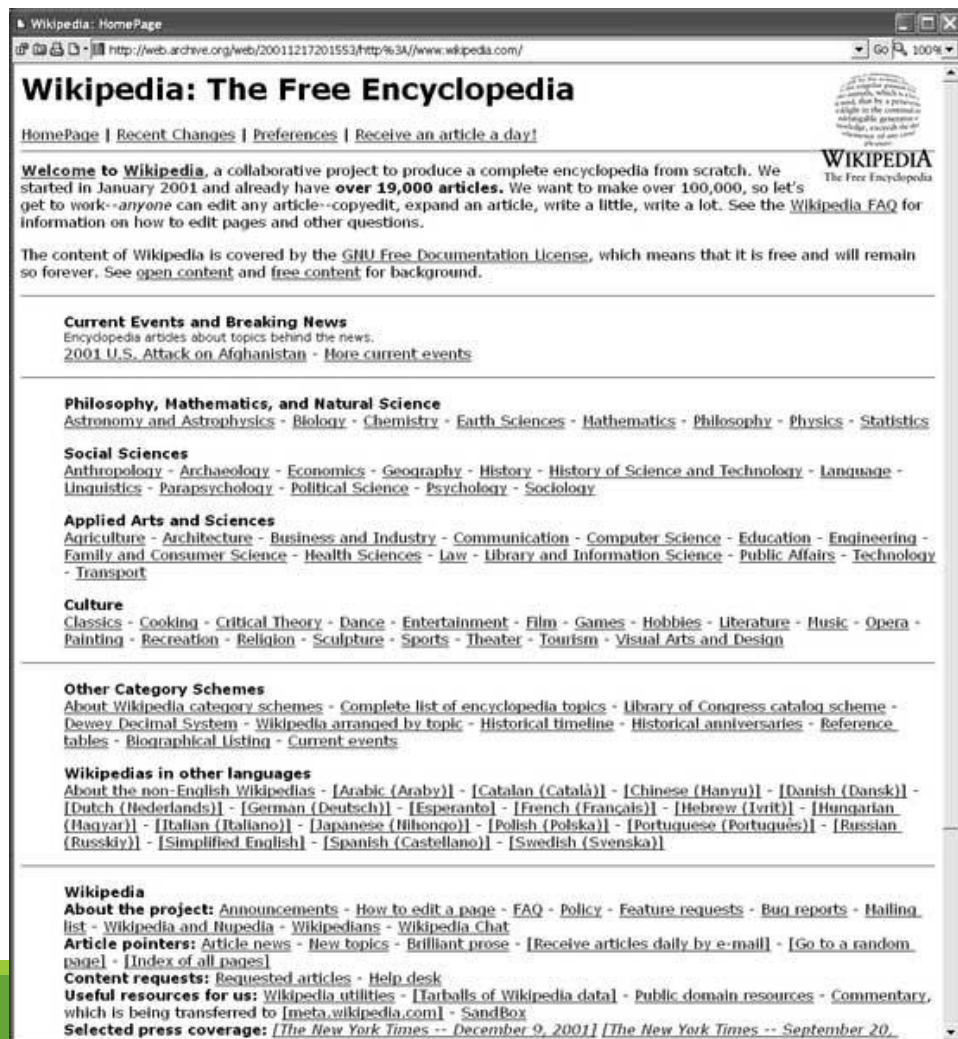 Wikipedia: HomePage
http://web.archive.org/web/20011217201553/http%3A//www.wikipedia.com/
Go
100%
Wikipedia: The Free Encyclopedia
HomePage | Recent Changes | Preferences | Receive an article a day!
WIKIPEDIA
The Free Encyclopedia
Welcome to Wikipedia, a collaborative project to produce a complete encyclopedia from scratch. We
started in January 2001 and already have over 19,000 articles. We want to make over 100,000, so let's
get to work--anyone can edit any article--copyedit, expand an article, write a little, write a lot. See the Wikipedia FAQ for
information on how to edit pages and other questions.
The content of Wikipedia is covered by the GNU Free Documentation License, which means that it is free and will remain
so forever. See open content and free content for background.
Current Events and Breaking News
Encyclopedia articles about topics behind the news.
2001 U.S. Attack on Afghanistan - More current events
Philosophy, Mathematics, and Natural Science
Astronomy and Astrophysics - Biology - Chemistry - Earth Sciences - Mathematics - Philosophy - Physics - Statistics
Social Sciences
Anthropology - Archaeology - Economics - Geography - History - History of Science and Technology - Language -
Linguistics - Parapsychology - Political Science - Psychology - Sociology
Applied Arts and Sciences
Agriculture - Architecture - Business and Industry - Communication - Computer Science - Education - Engineering -
Family and Consumer Science - Health Sciences - Law - Library and Information Science - Public Affairs - Technology
- Transport
Culture
Classics - Cooking - Critical Theory - Dance - Entertainment - Film - Games - Hobbies - Literature - Music - Opera -
Painting - Recreation - Religion - Sculpture - Sports - Theater - Tourism - Visual Arts and Design
Other Category Schemes
About Wikipedia category schemes - Complete list of encyclopedia topics - Library of Congress catalog scheme -
Dewey Decimal System - Wikipedia arranged by topic - Historical timeline - Historical anniversaries - Reference
tables - Biographical Listing - Current events
Wikipedias in other languages
About the non-English Wikipedias - [Arabic (Araby)] - [Catalan (Català)] - [Chinese (Hanyu)] - [Danish (Dansk)] -
[Dutch (Nederlands)] - [German (Deutsch)] - [Esperanto] - [French (Français)] - [Hebrew (Ivrit)] - [Hungarian
(Magyar)] - [Italian (Italiano)] - [Japanese (Nihongo)] - [Polish (Polska)] - [Portuguese (Português)] - [Russian
(Russkiy)] - [Simplified English] - [Spanish (Castellano)] - [Swedish (Svenska)]
Wikipedia
About the project: Announcements - How to edit a page - FAQ - Policy - Feature requests - Bug reports - Mailing
list - Wikipedia and Nupedia - Wikipedians - Wikipedia Chat
Article pointers: Article news - New topics - Brilliant prose - [Receive articles daily by e-mail] - [Go to a random
page] - [Index of all pages]
Content requests: Requested articles - Help desk
Useful resources for us: Wikipedia utilities - [Tarballs of Wikipedia data] - Public domain resources - Commentary,
which is being transferred to [meta.wikipedia.com] - SandBox
Selected press coverage: [The New York Times -- December 9, 2001] [The New York Times -- September 20,